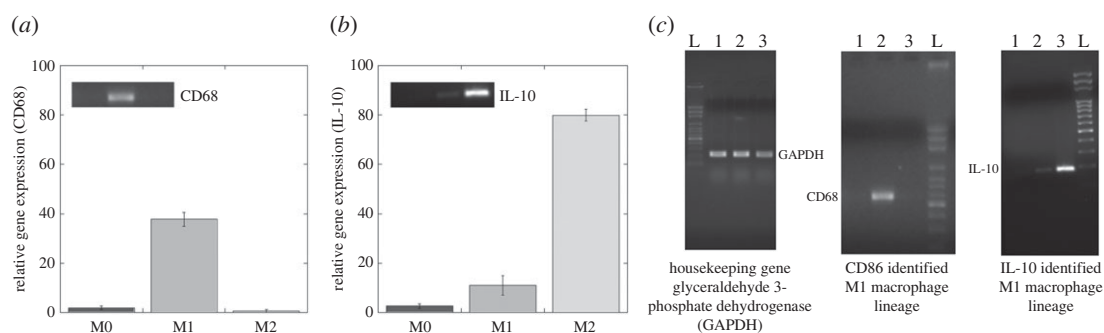 (a)
relative gene expression (CD68)
100
80
60
40
20
0
CD68
M0 M1 M2
(b)
relative gene expression (IL-10)
100
80
60
40
20
0
IL-10
M0 M1 M2
(c)
L 1 2 3
GAPDH
housekeeping gene
glyceraldehyde 3-
phosphate dehydrogenase
(GAPDH)
1 2 3 L
CD68
CD86 identified
M1 macrophage
lineage
1 2 3 L
IL-10
IL-10 identified
M1 macrophage
lineage